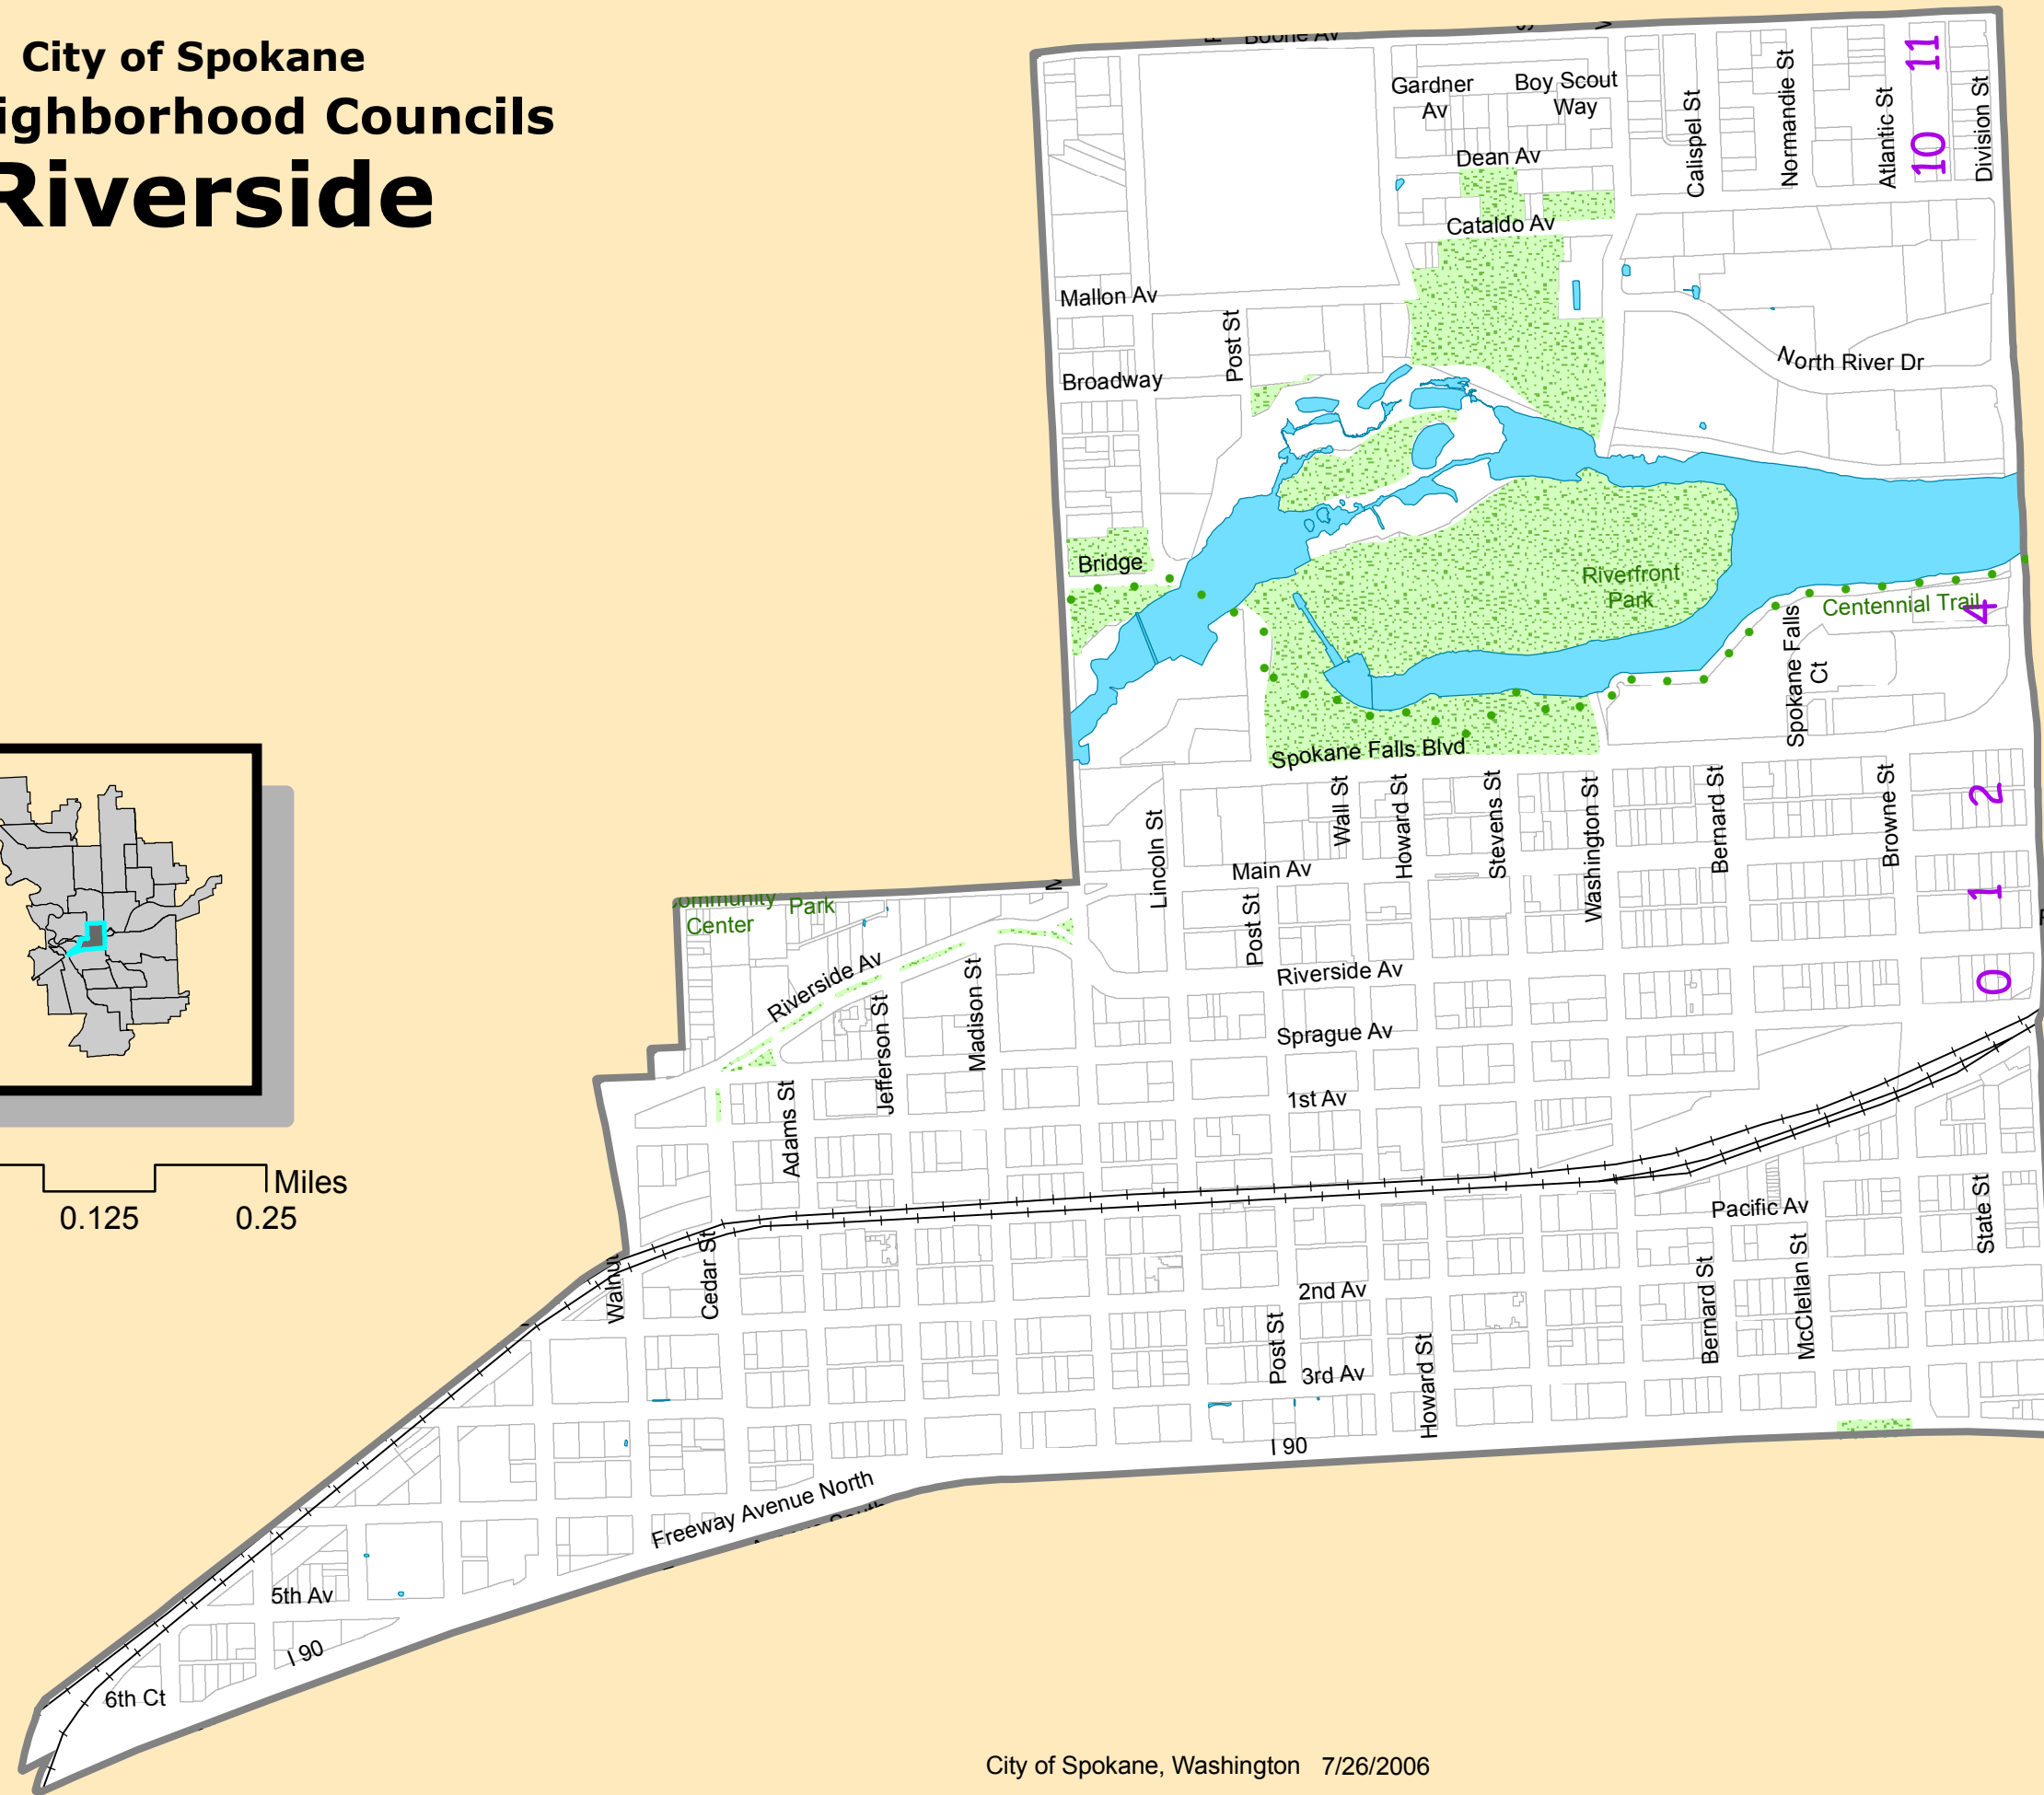 City of Spokane
ighborhood Councils
Riverside
Boone Av
Gardner
Av
Boy Scout
Way
Dean Av
Cataldo Av
Calispel St
Normandie St
Atlantic St
Division St
11
10
Mallon Av
Post St
Broadway
North River Dr
Bridge
Riverfront
Park
Centennial Trail
4
Spokane Falls
Ct
Spokane Falls Blvd
Lincoln St
Wall St
Howard St
Stevens St
Washington St
Bernard St
Browne St
2
Main Av
1
Post St
ommunity
Center
Park
Riverside Av
Riverside Av
0
Sprague Av
Madison St
Jefferson St
Adams St
1st Av
Miles
0.125
0.25
Pacific Av
State St
Walnut
Cedar St
2nd Av
Post St
3rd Av
Howard St
Bernard St
McClellan St
I 90
Freeway Avenue North
5th Av
I 90
6th Ct
City of Spokane, Washington 7/26/2006